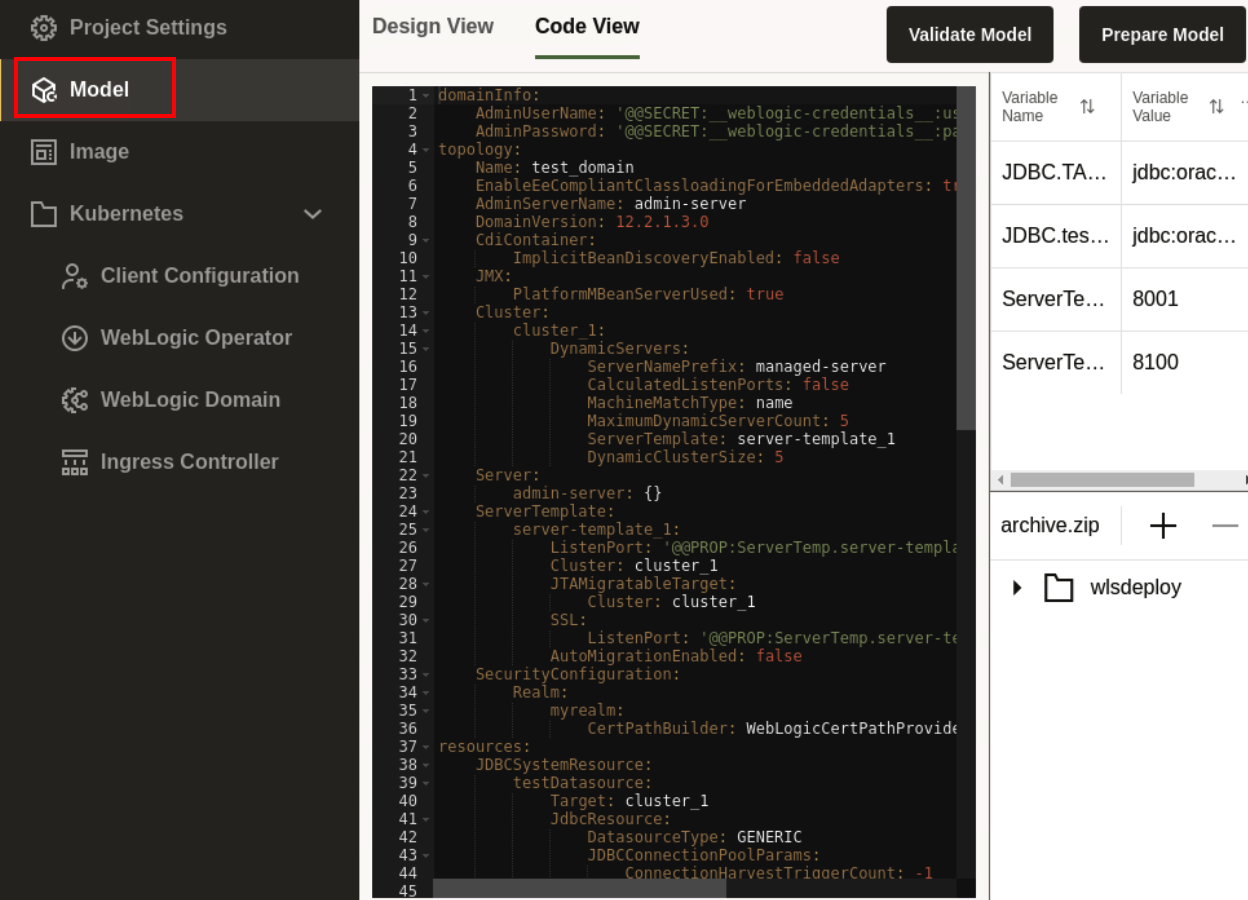 Project Settings
Model
Image
Kubernetes
Client Configuration
WebLogic Operator
WebLogic Domain
Ingress Controller
Design View
Code View
Validate Model
Prepare Model
1 domainInfo:
2 AdminUserName: '@@SECRET:__weblogic-credentials__:us
3 AdminPassword: '@@SECRET:__weblogic-credentials__:pa
4 topology:
5 Name: test_domain
6 EnableEeCompliantClassloadingForEmbeddedAdapters: tr
7 AdminServerName: admin-server
8 DomainVersion: 12.2.1.3.0
9 CdiContainer:
10 ImplicitBeanDiscoveryEnabled: false
11 JMX:
12 PlatformMBeanServerUsed: true
13 Cluster:
14 cluster_1:
15 DynamicServers:
16 ServerNamePrefix: managed-server
17 CalculatedListenPorts: false
18 MachineMatchType: name
19 MaximumDynamicServerCount: 5
20 ServerTemplate: server-template_1
21 DynamicClusterSize: 5
22 Server:
23 admin-server: {}
24 ServerTemplate:
25 server-template_1:
26 ListenPort: '@@PROP:ServerTemp.server-templa
27 Cluster: cluster_1
28 JTAMigratableTarget:
29 Cluster: cluster_1
30 SSL:
31 ListenPort: '@@PROP:ServerTemp.server-te
32 AutoMigrationEnabled: false
33 SecurityConfiguration:
34 Realm:
35 myrealm:
36 CertPathBuilder: WebLogicCertPathProvide
37 resources:
38 JDBCSystemResource:
39 testDatasource:
40 Target: cluster_1
41 JdbcResource:
42 DatasourceType: GENERIC
43 JDBCConnectionPoolParams:
44 ConnectionHarvestTriggerCount: -1
45
Variable Name
Variable Value
JDBC.TA... jdbc:orac...
JDBC.tes... jdbc:orac...
ServerTe... 8001
ServerTe... 8100
archive.zip
wlsdeploy